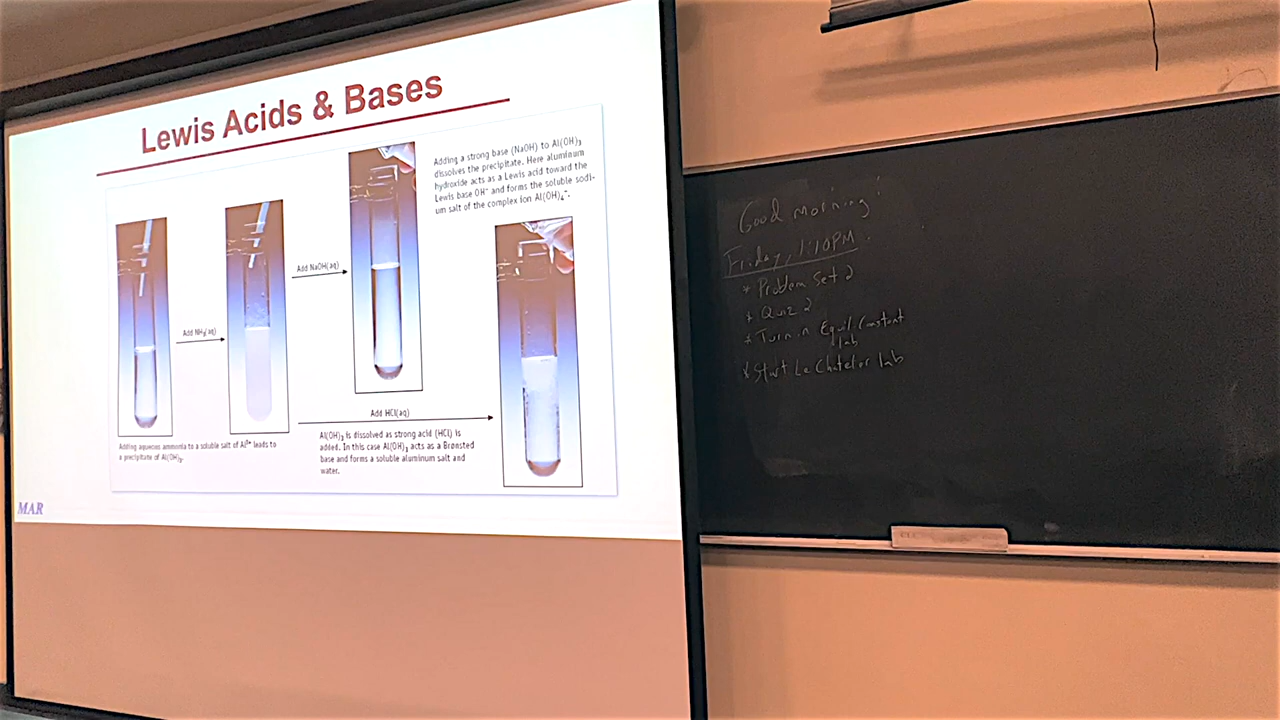 Lewis Acids & Bases
Adding a strong base (NaOH) to Al(OH)₃
dissolves the precipitate. Here aluminum
hydroxide acts as a Lewis acid toward the
Lewis base OH⁻ and forms the soluble sodi-
um salt of the complex ion Al(OH)₄⁻.
Add NH₃(aq)
Add NaOH(aq)
Add HCl(aq)
Adding aqueous ammonia to a soluble salt of Al³⁺ leads to
a precipitate of Al(OH)₃.
Al(OH)₃ is dissolved as strong acid (HCl) is
added. In this case Al(OH)₃ acts as a Brønsted
base and forms a soluble aluminum salt and
water.
MAR
Good morning!
Friday, 1:10PM
* Problem Set 2
* Quiz 2
* Turn in Equil. Constant
lab
* Start Le Chatelier lab